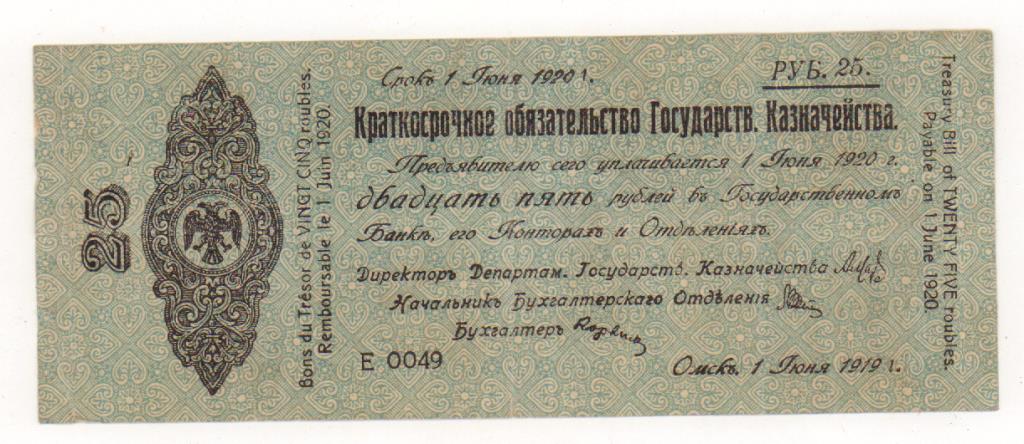 25
Bons du Trésor de VINGT CINQ roubles.
Remboursable le 1 Juin 1920.
Срокъ 1 Июня 1920 г.
РУБ. 25.
Краткосрочное обязательство Государств. Казначейства.
Предъявителю сего уплачивается 1 Июня 1920 г.
двадцать пять рублей въ Государственномъ
Банкѣ, его Конторахъ и Отдѣленіяхъ.
Директоръ Департам. Государств. Казначейства
Начальникъ Бухгалтерскаго Отдѣленія
Бухгалтеръ
Е 0049
Омскъ, 1 Июня 1919 г.
Treasury Bill of TWENTY FIVE roubles.
Payable on 1 June 1920.